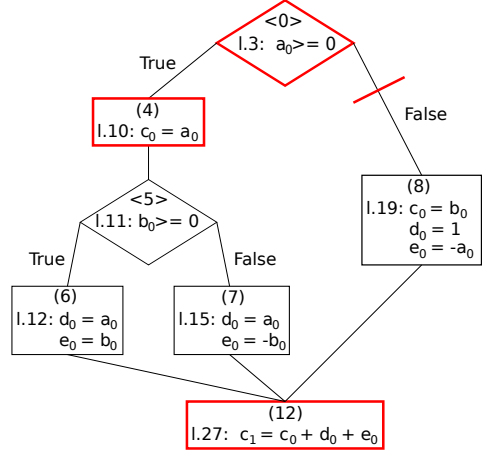 <0>
l.3: a₀>= 0
True
False
(4)
l.10: c₀ = a₀
<5>
l.11: b₀>= 0
(8)
l.19: c₀ = b₀
d₀ = 1
e₀ = -a₀
True
False
(6)
l.12: d₀ = a₀
e₀ = b₀
(7)
l.15: d₀ = a₀
e₀ = -b₀
(12)
l.27: c₁ = c₀ + d₀ + e₀